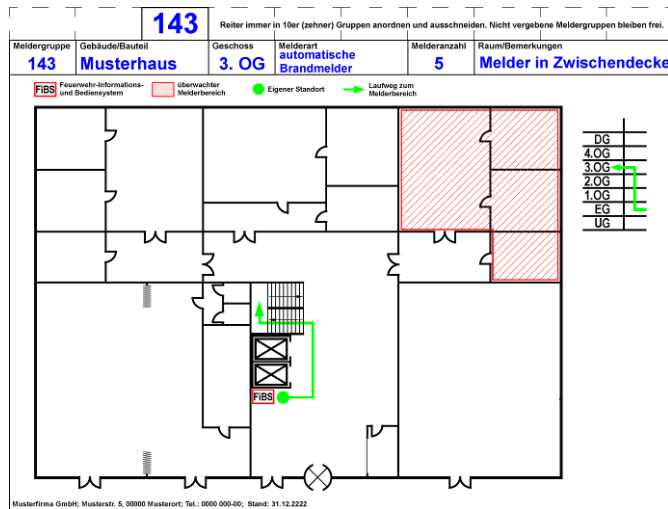 143
Reiter immer in 10er (zehner) Gruppen anordnen und ausschneiden. Nicht vergebene Meldergruppen bleiben frei.
Meldergruppe
143
Gebäude/Bauteil
Musterhaus
Geschoss
3. OG
Melderart
automatische
Brandmelder
Melderanzahl
5
Raum/Bemerkungen
Melder in Zwischendecke
FiBS
Feuerwehr-Informations-
und Bediensystem
überwachter
Melderbereich
Eigener Standort
Laufweg zum
Melderbereich
DG
4.OG
3.OG
2.OG
1.OG
EG
UG
FiBS
Musterfirma GmbH; Musterstr. 5, 00000 Musterort; Tel.: 0000 000-00; Stand: 31.12.2222